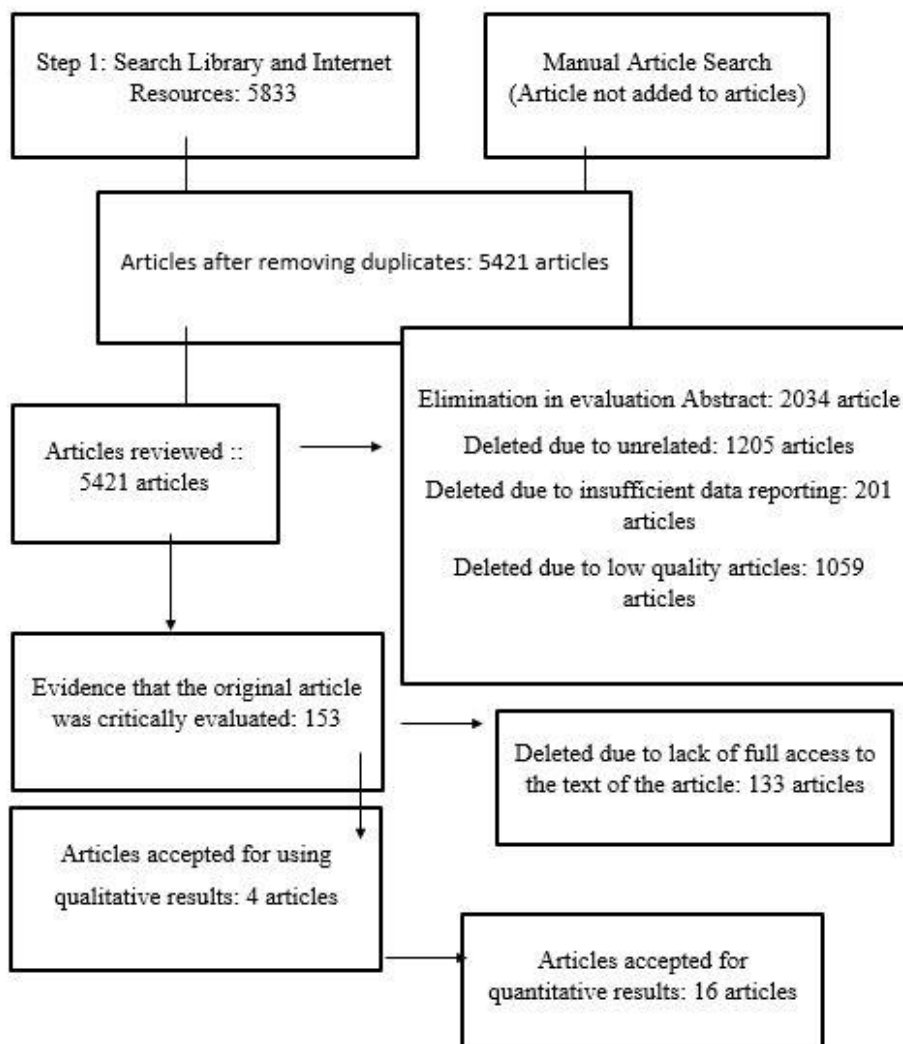 Step 1: Search Library and Internet
Resources: 5833
Manual Article Search
(Article not added to articles)
Articles after removing duplicates: 5421 articles
Articles reviewed ::
5421 articles
Elimination in evaluation Abstract: 2034 article
Deleted due to unrelated: 1205 articles
Deleted due to insufficient data reporting: 201
articles
Deleted due to low quality articles: 1059
articles
Evidence that the original article
was critically evaluated: 153
Deleted due to lack of full access to
the text of the article: 133 articles
Articles accepted for using
qualitative results: 4 articles
Articles accepted for
quantitative results: 16 articles